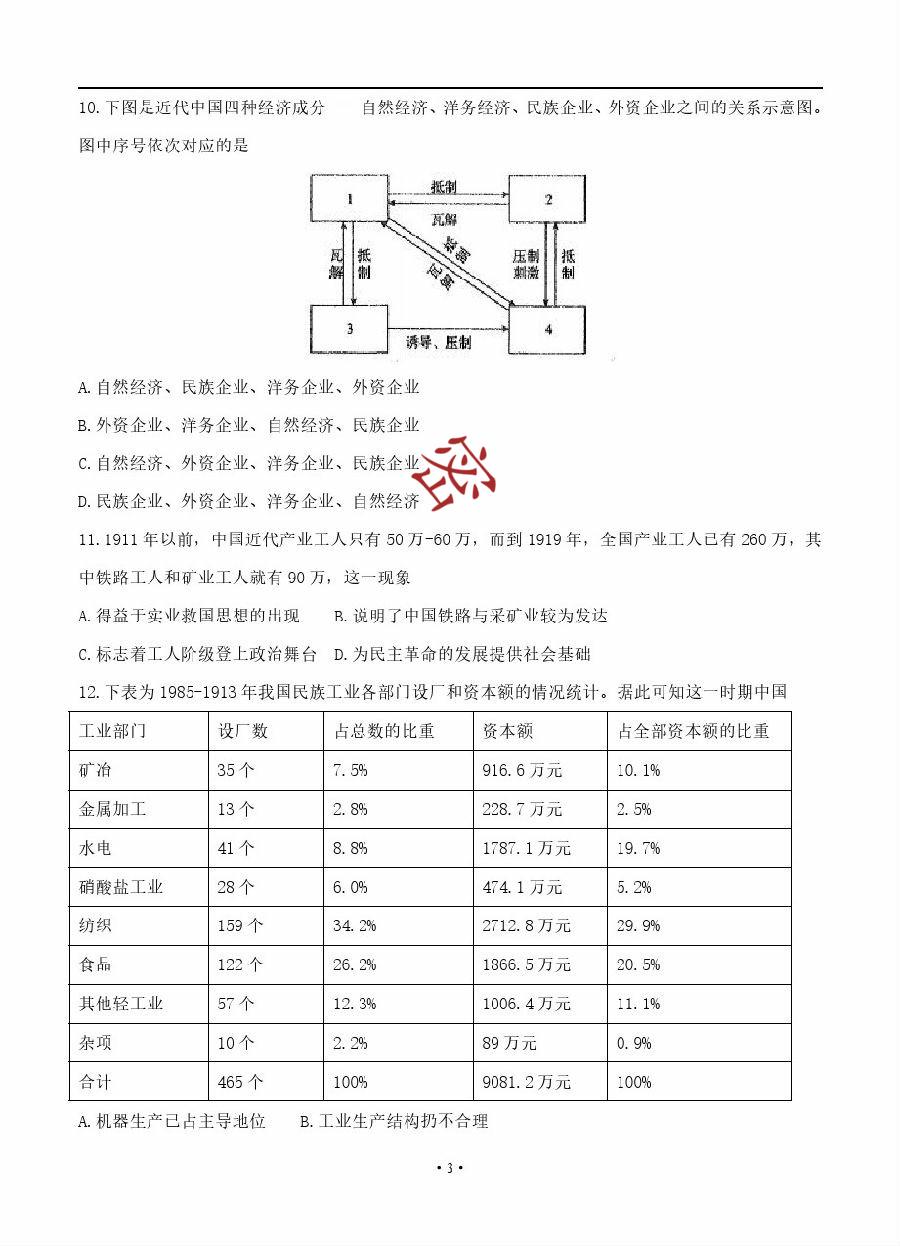 10.下图是近代中国四种经济成分 自然经济、洋务经济、民族企业、外资企业之间的关系示意图。
图中序号依次对应的是
抵制
1
2
瓦解
瓦解
抵制
抵制
瓦解
压制
刺激
抵制
3
4
诱导、压制
A.自然经济、民族企业、洋务企业、外资企业
B.外资企业、洋务企业、自然经济、民族企业
C.自然经济、外资企业、洋务企业、民族企业
D.民族企业、外资企业、洋务企业、自然经济
密
11.1911年以前，中国近代产业工人只有50万-60万，而到1919年，全国产业工人已有260万，其
中铁路工人和矿业工人就有90万，这一现象
A.得益于实业救国思想的出现 B.说明了中国铁路与采矿业较为发达
C.标志着工人阶级登上政治舞台 D.为民主革命的发展提供社会基础
12.下表为1985-1913年我国民族工业各部门设厂和资本额的情况统计。据此可知这一时期中国
工业部门 设厂数 占总数的比重 资本额 占全部资本额的比重
矿冶 35个 7.5% 916.6万元 10.1%
金属加工 13个 2.8% 228.7万元 2.5%
水电 41个 8.8% 1787.1万元 19.7%
硝酸盐工业 28个 6.0% 474.1万元 5.2%
纺织 159个 34.2% 2712.8万元 29.9%
食品 122个 26.2% 1866.5万元 20.5%
其他轻工业 57个 12.3% 1006.4万元 11.1%
杂项 10个 2.2% 89万元 0.9%
合计 465个 100% 9081.2万元 100%
A.机器生产已占主导地位 B.工业生产结构扔不合理
·3·